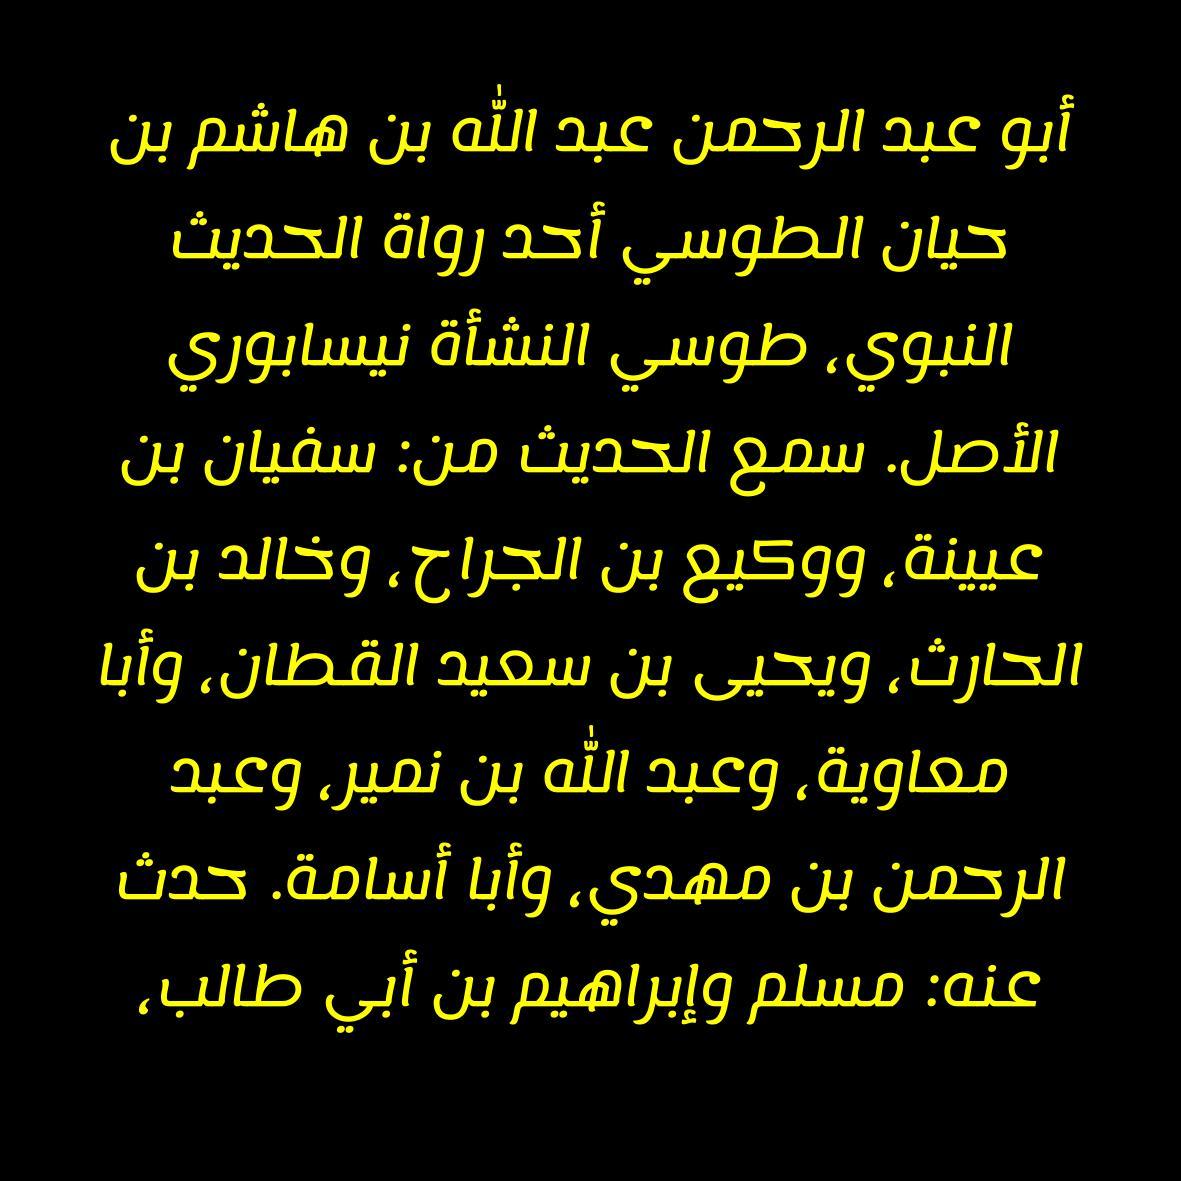 أبو عبد الرحمن عبد الله بن هاشم بن
حيان الطوسي أحد رواة الحديث
النبوي، طوسي النشأة نيسابوري
الأصل. سمع الحديث من: سفيان بن
عيينة، ووكيع بن الجراح، وخالد بن
الحارث، ويحيى بن سعيد القطان، وأبا
معاوية، وعبد الله بن نمير، وعبد
الرحمن بن مهدي، وأبا أسامة. حدث
عنه: مسلم وإبراهيم بن أبي طالب،